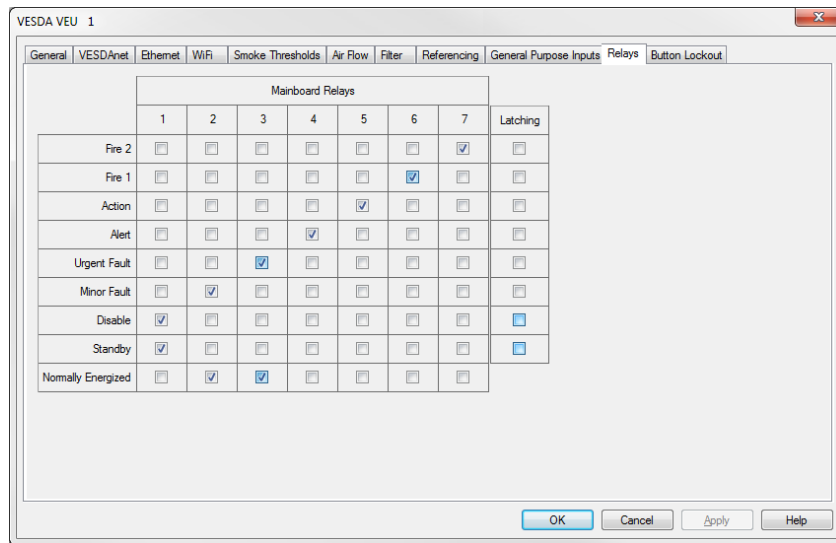 VESDA VEU 1
General VESDAnet Ethernet WiFi Smoke Thresholds Air Flow Filter Referencing General Purpose Inputs Relays Button Lockout
Mainboard Relays
1 2 3 4 5 6 7 Latching
Fire 2
Fire 1
Action
Alert
Urgent Fault
Minor Fault
Disable
Standby
Normally Energized
OK Cancel Apply Help